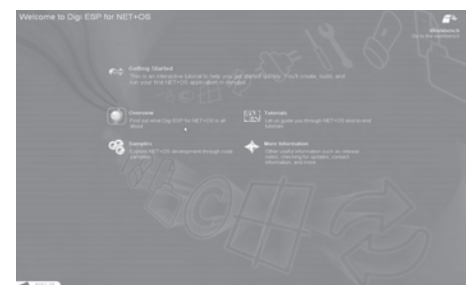 Welcome to Digi ESP for NET+OS
Workbench
Go to the workbench
Getting Started
This is an interactive tutorial to help you get started quickly. You'll create, build, and
run your first NET+OS application in minutes.
Overview
Find out what Digi ESP for NET+OS is all
about
Tutorials
Let us guide you through NET+OS end-to-end
tutorials
Samples
Explore NET+OS development through code
samples
More Information
Other useful information such as release
notes, checking for updates, contact
information, and more